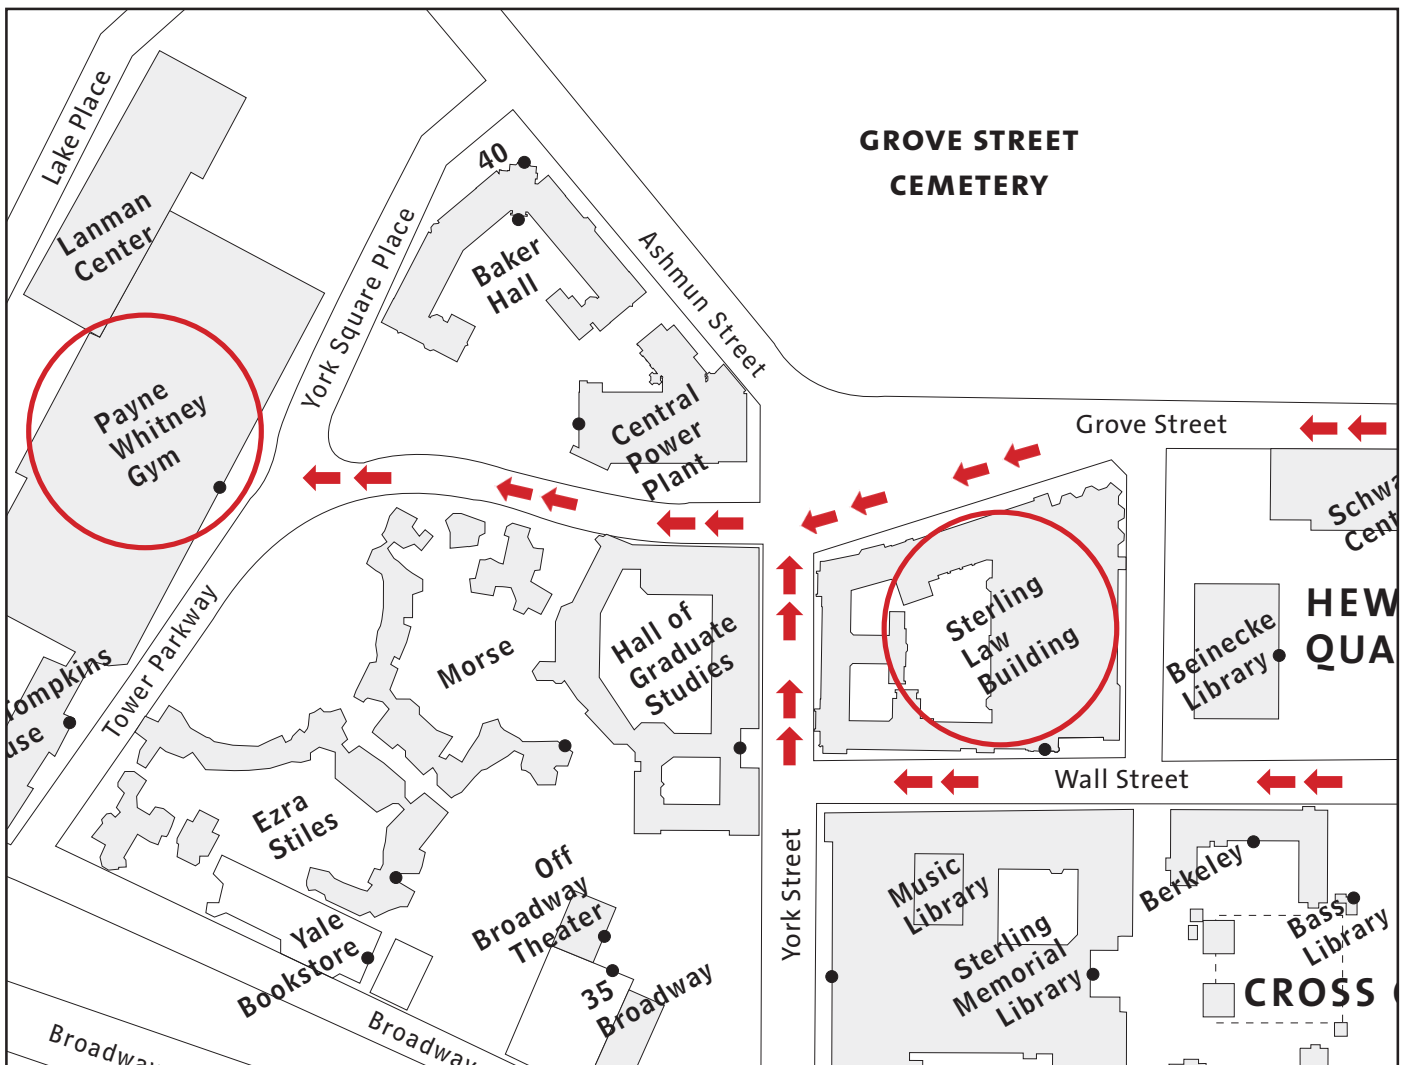 GROVE STREET
CEMETERY
Lake Place
40
Lanman
Center
York Square Place
Baker
Hall
Ashmun Street
Payne
Whitney
Gym
Central
Power
Plant
Grove Street
Schwa
Cent
Sterling
Law
Building
HEW
QUA
Beinecke
Library
Hall of
Graduate
Studies
Morse
Tower Parkway
Tompkins
use
Wall Street
Ezra
Stiles
York Street
Off
Broadway
Theater
Music
Library
Berkeley
Bass
Library
Yale
Bookstore
Sterling
Memorial
Library
CROSS
35
Broadway
Broadway
Broadway